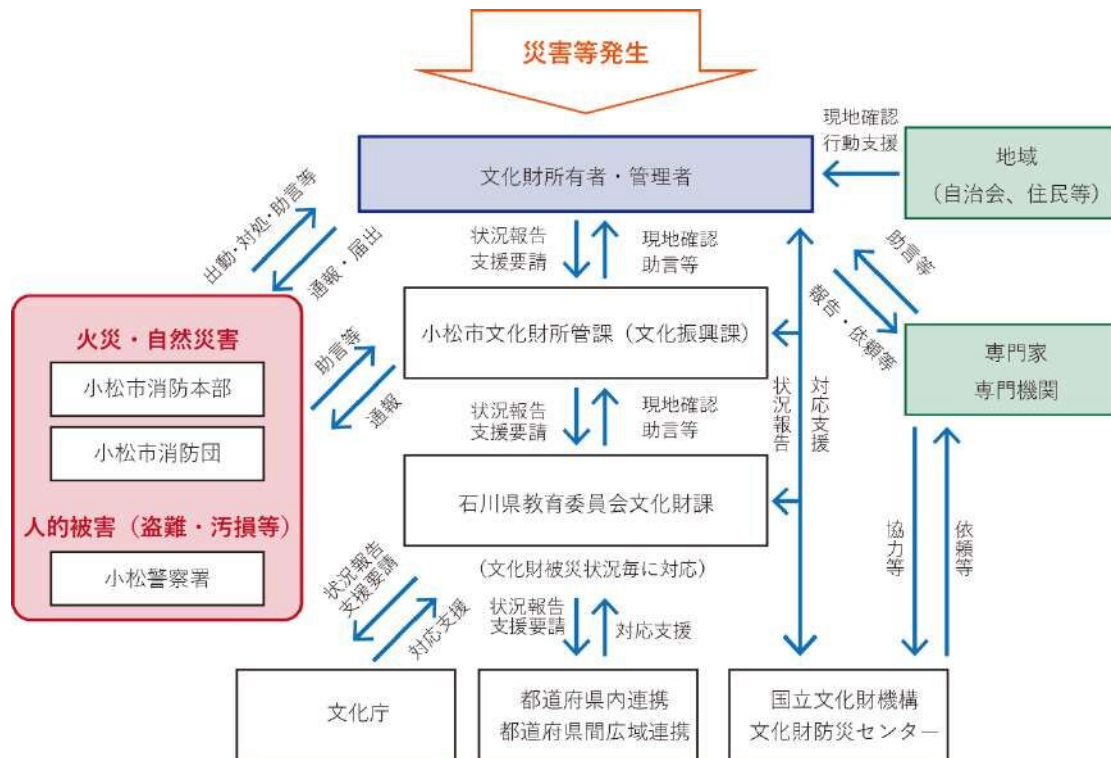 災害等発生
現地確認
行動支援
地域
（自治会、住民等）
文化財所有者・管理者
出動・対処・助言等
通報・届出
状況報告
支援要請
現地確認
助言等
助言等
報告・依頼等
火災・自然災害
小松市消防本部
小松市消防団
人的被害（盗難・汚損等）
小松警察署
助言等
通報
小松市文化財所管課（文化振興課）
状況報告
対応支援
専門家
専門機関
状況報告
支援要請
現地確認
助言等
石川県教育委員会文化財課
（文化財被災状況毎に対応）
状況報告
支援要請
対応支援
状況報告
支援要請
対応支援
協力等
依頼等
文化庁
都道府県内連携
都道府県間広域連携
国立文化財機構
文化財防災センター